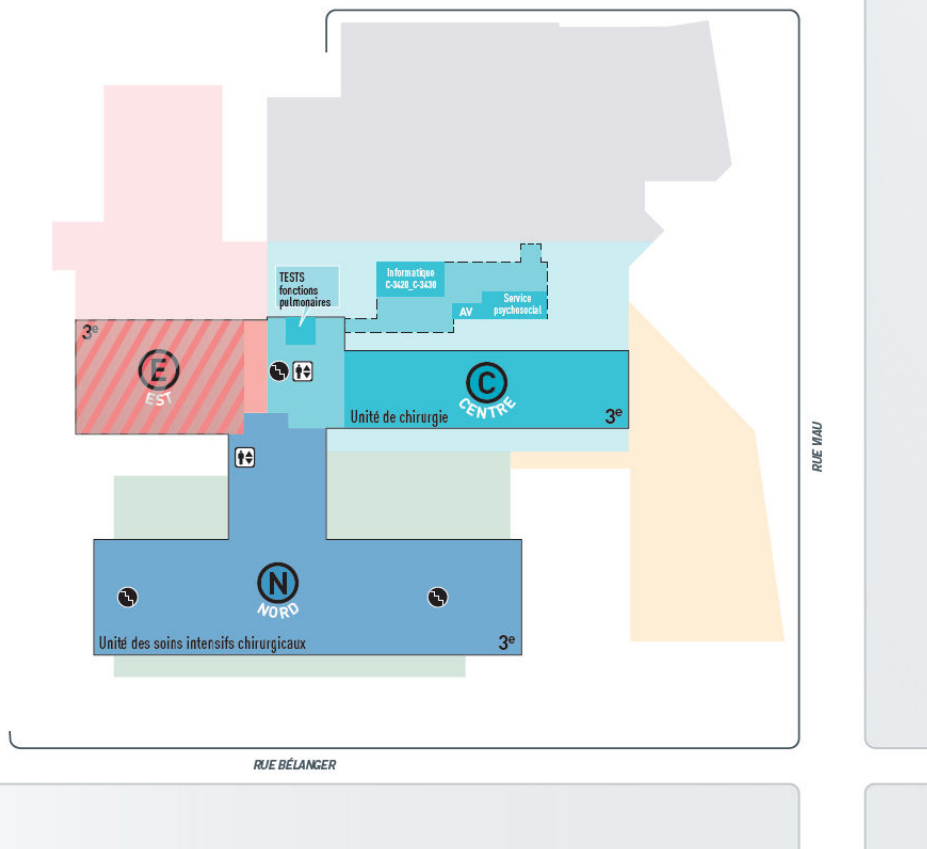 TESTS
fonctions
pulmonaires
Informatique
C-3420_C-3430
Service
psychosocial
AV
3e
E
EST
C
CENTRE
Unité de chirurgie
3e
RUE VIAU
N
NORD
Unité des soins intensifs chirurgicaux
3e
RUE BÉLANGER